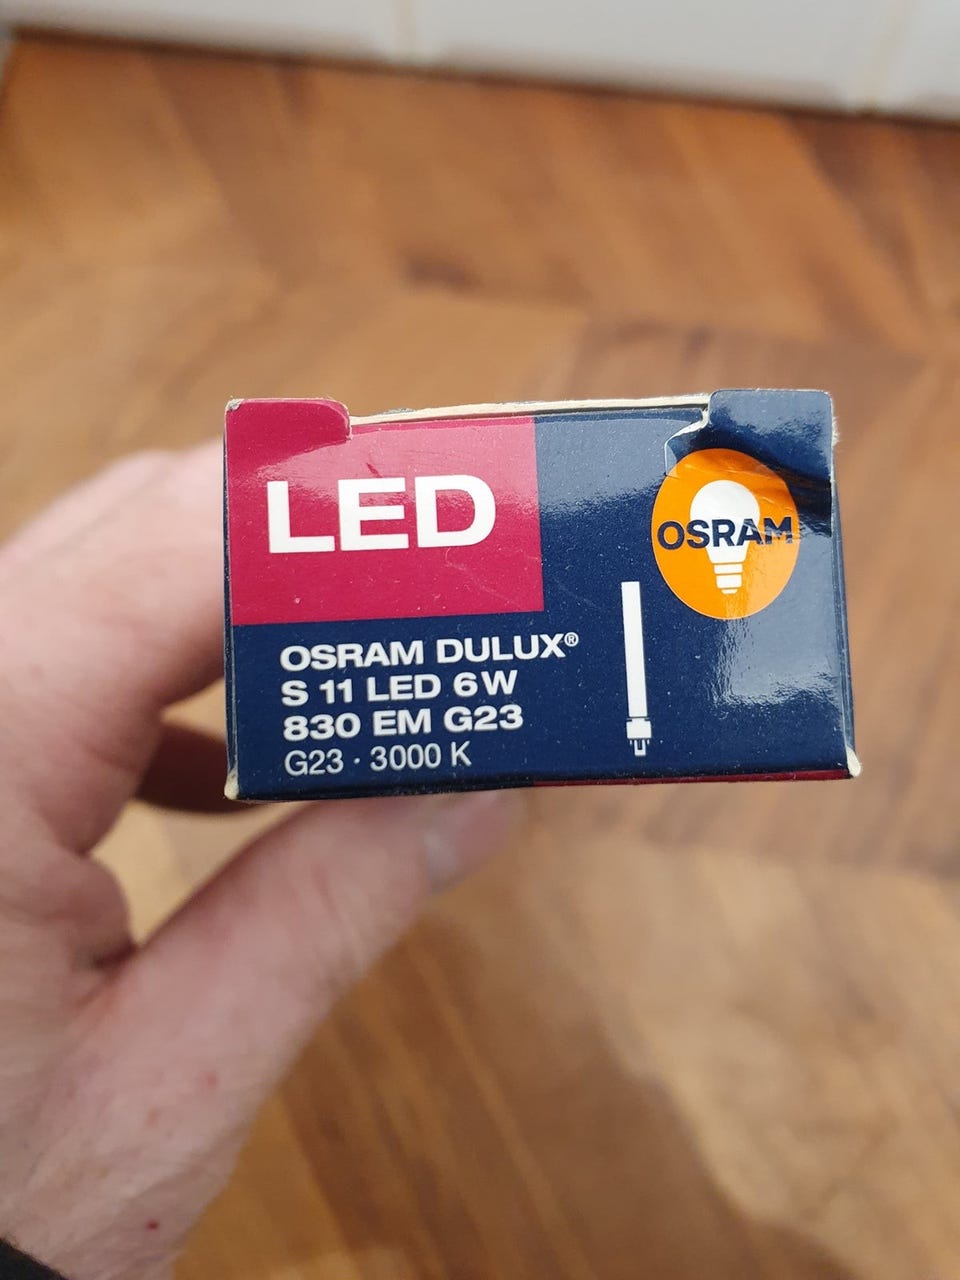 LED
OSRAM
OSRAM DULUX®
S 11 LED 6W
830 EM G23
G23 · 3000 K